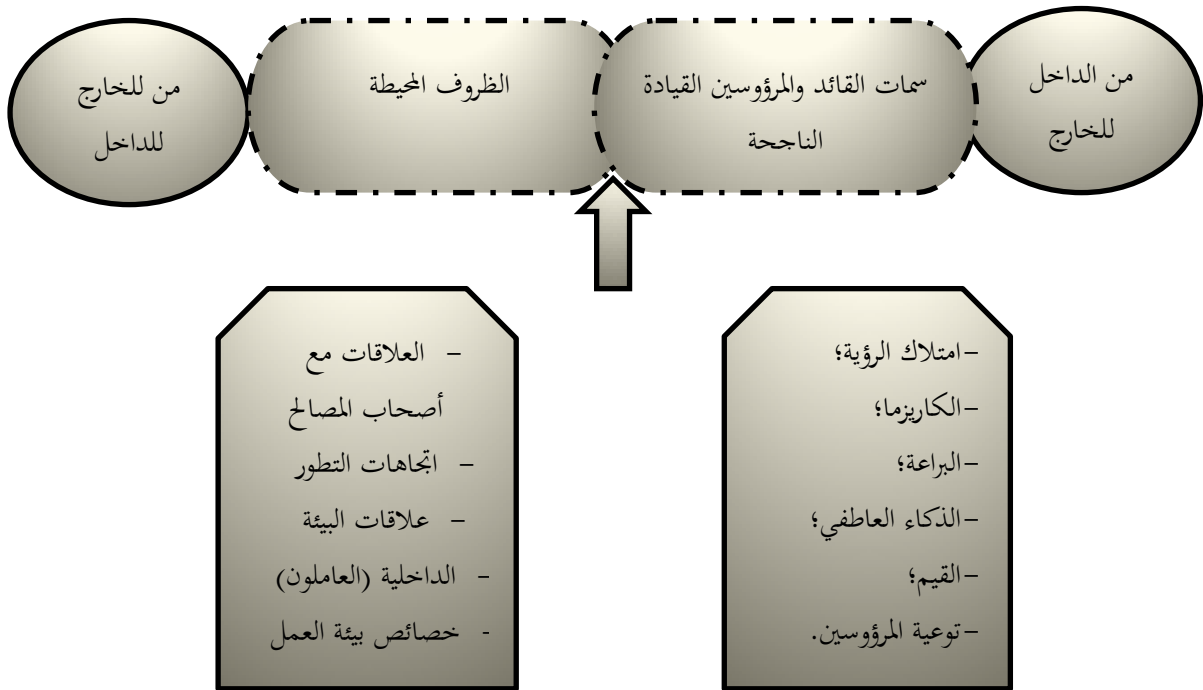 من الداخل
للخارج
سمات القائد والمرؤوسين القيادة
الناجحة
الظروف المحيطة
من للخارج
للداخل
-امتلاك الرؤية؛
-الكاريزما؛
-البراعة؛
-الذكاء العاطفي؛
-القيم؛
-توعية المرؤوسين.
- العلاقات مع
أصحاب المصالح
- اتجاهات التطور
- علاقات البيئة
- الداخلية (العاملون)
- خصائص بيئة العمل